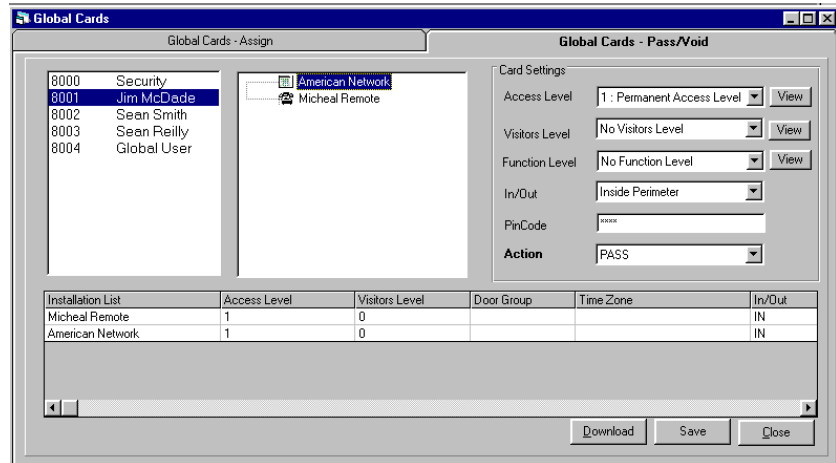 Global Cards
Global Cards - Assign
Global Cards - Pass/Void
8000 Security
8001 Jim McDade
8002 Sean Smith
8003 Sean Reilly
8004 Global User
American Network
Micheal Remote
Card Settings
Access Level 1 : Permanent Access Level View
Visitors Level No Visitors Level View
Function Level No Function Level View
In/Out Inside Perimeter
PinCode ****
Action PASS
Installation List Access Level Visitors Level Door Group Time Zone In/Out
Micheal Remote 1 0 IN
American Network 1 0 IN
Download Save Close